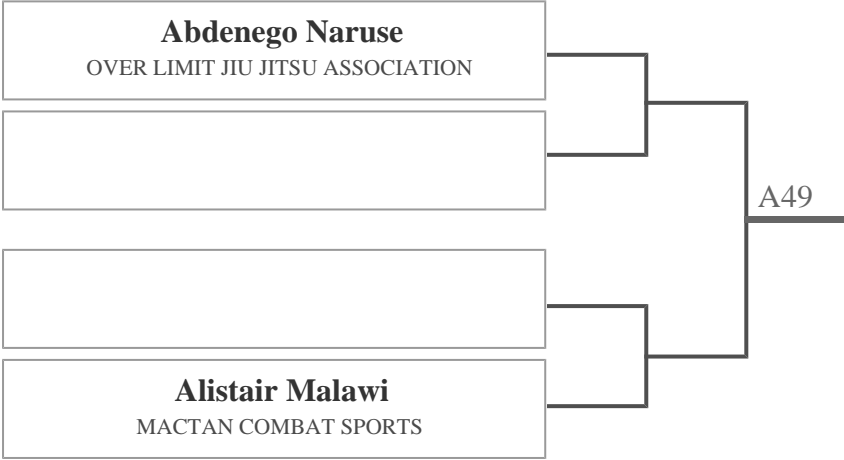 Abdenego Naruse
OVER LIMIT JIU JITSU ASSOCIATION
A49
Alistair Malawi
MACTAN COMBAT SPORTS